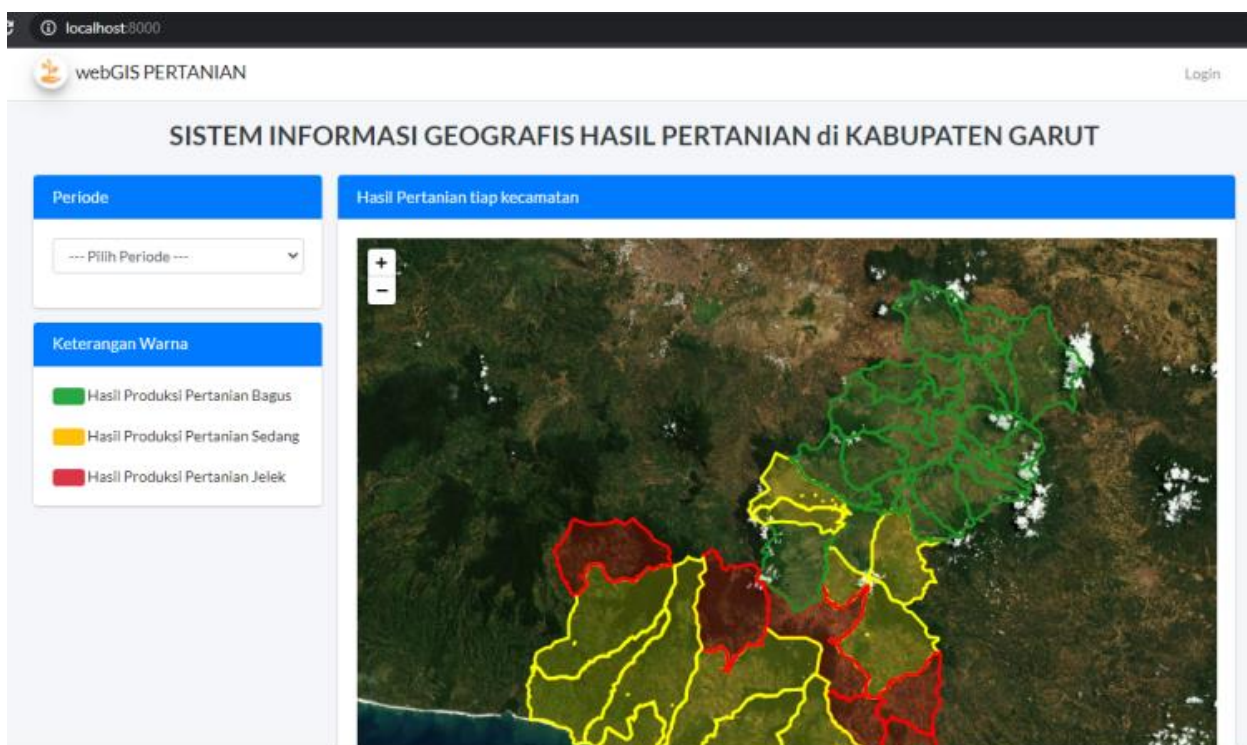 localhost:8000
webGIS PERTANIAN
Login
SISTEM INFORMASI GEOGRAFIS HASIL PERTANIAN di KABUPATEN GARUT
Periode
--- Pilih Periode ---
Keterangan Warna
Hasil Produksi Pertanian Bagus
Hasil Produksi Pertanian Sedang
Hasil Produksi Pertanian Jelek
Hasil Pertanian tiap kecamatan
+
−